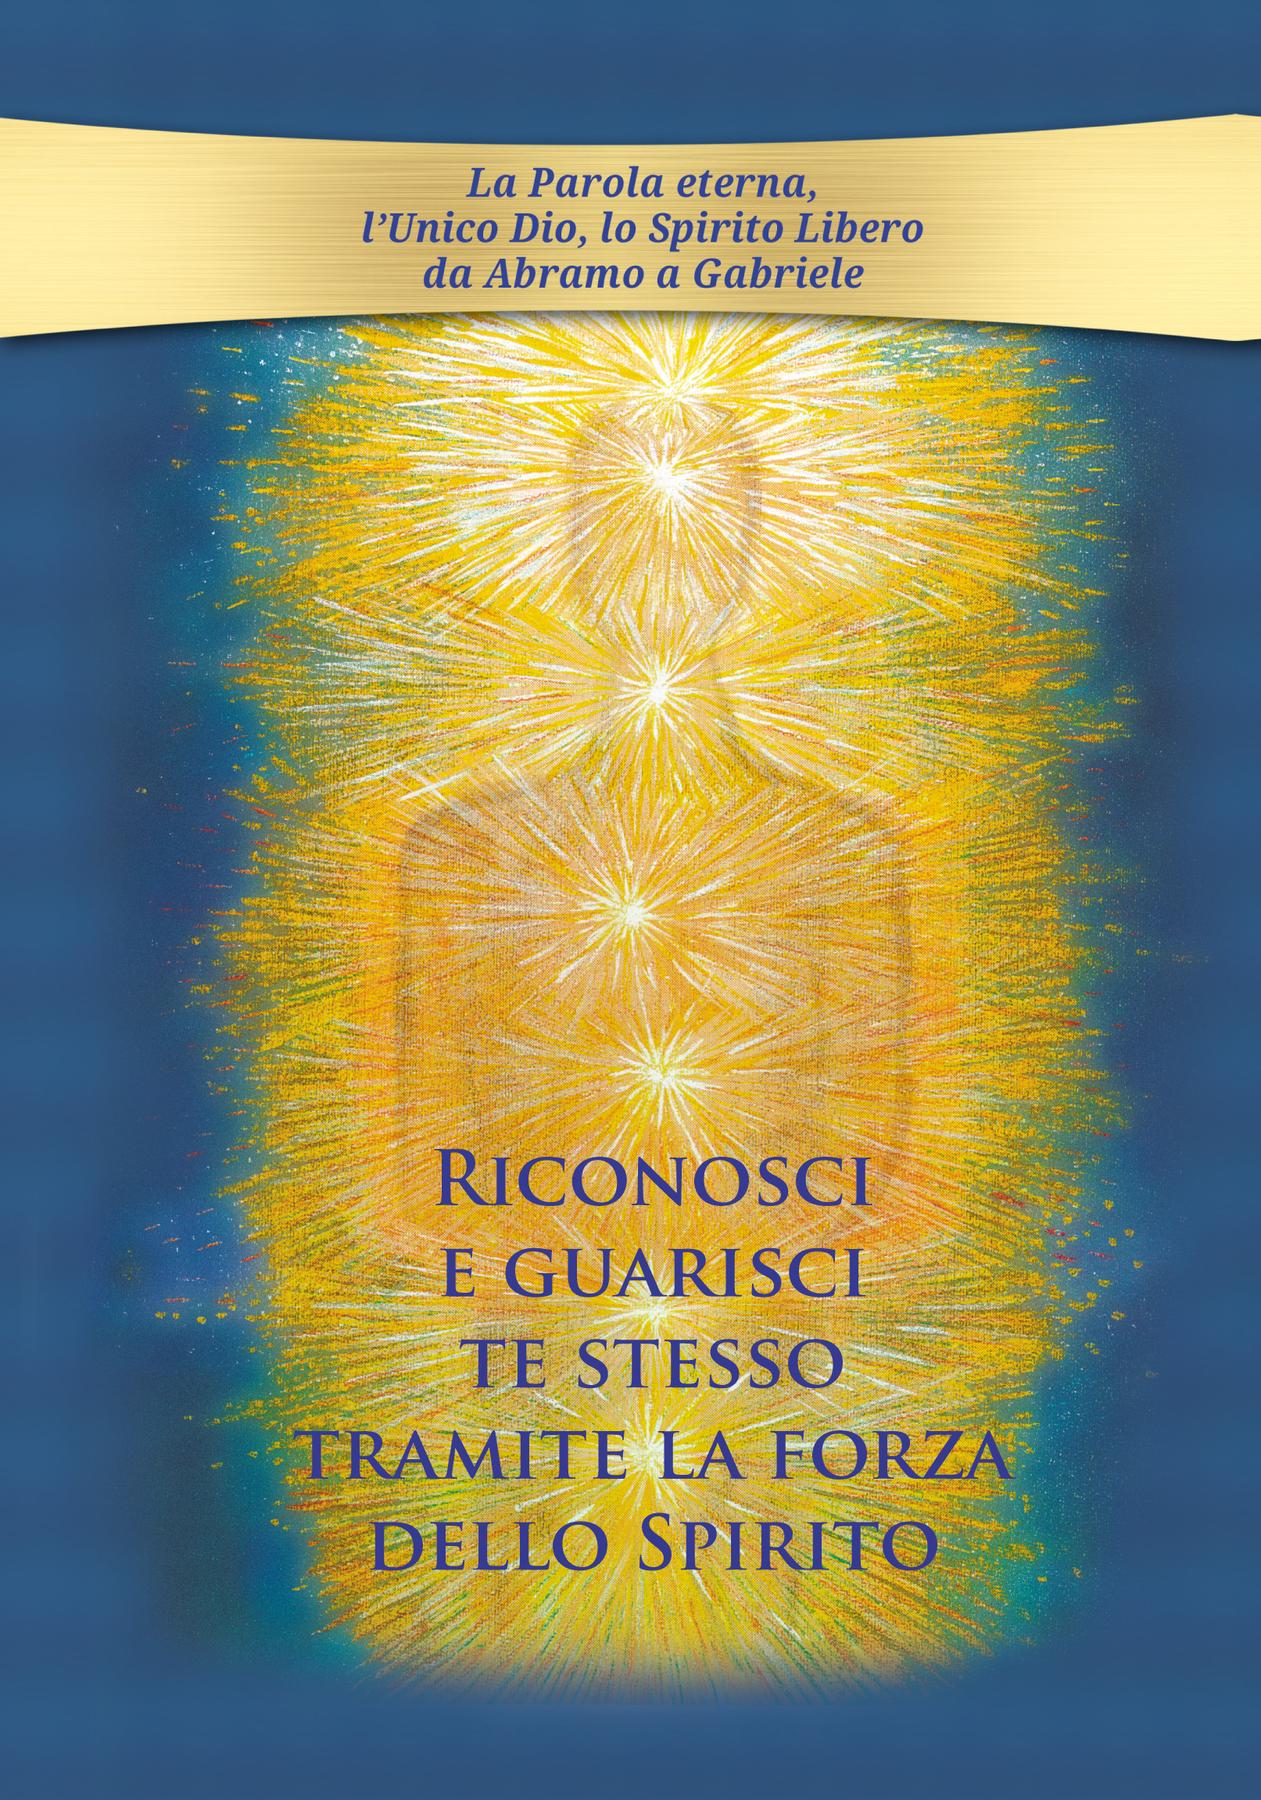 La Parola eterna,
l’Unico Dio, lo Spirito Libero
da Abramo a Gabriele
Riconosci
e guarisci
te stesso
tramite la forza
dello Spirito